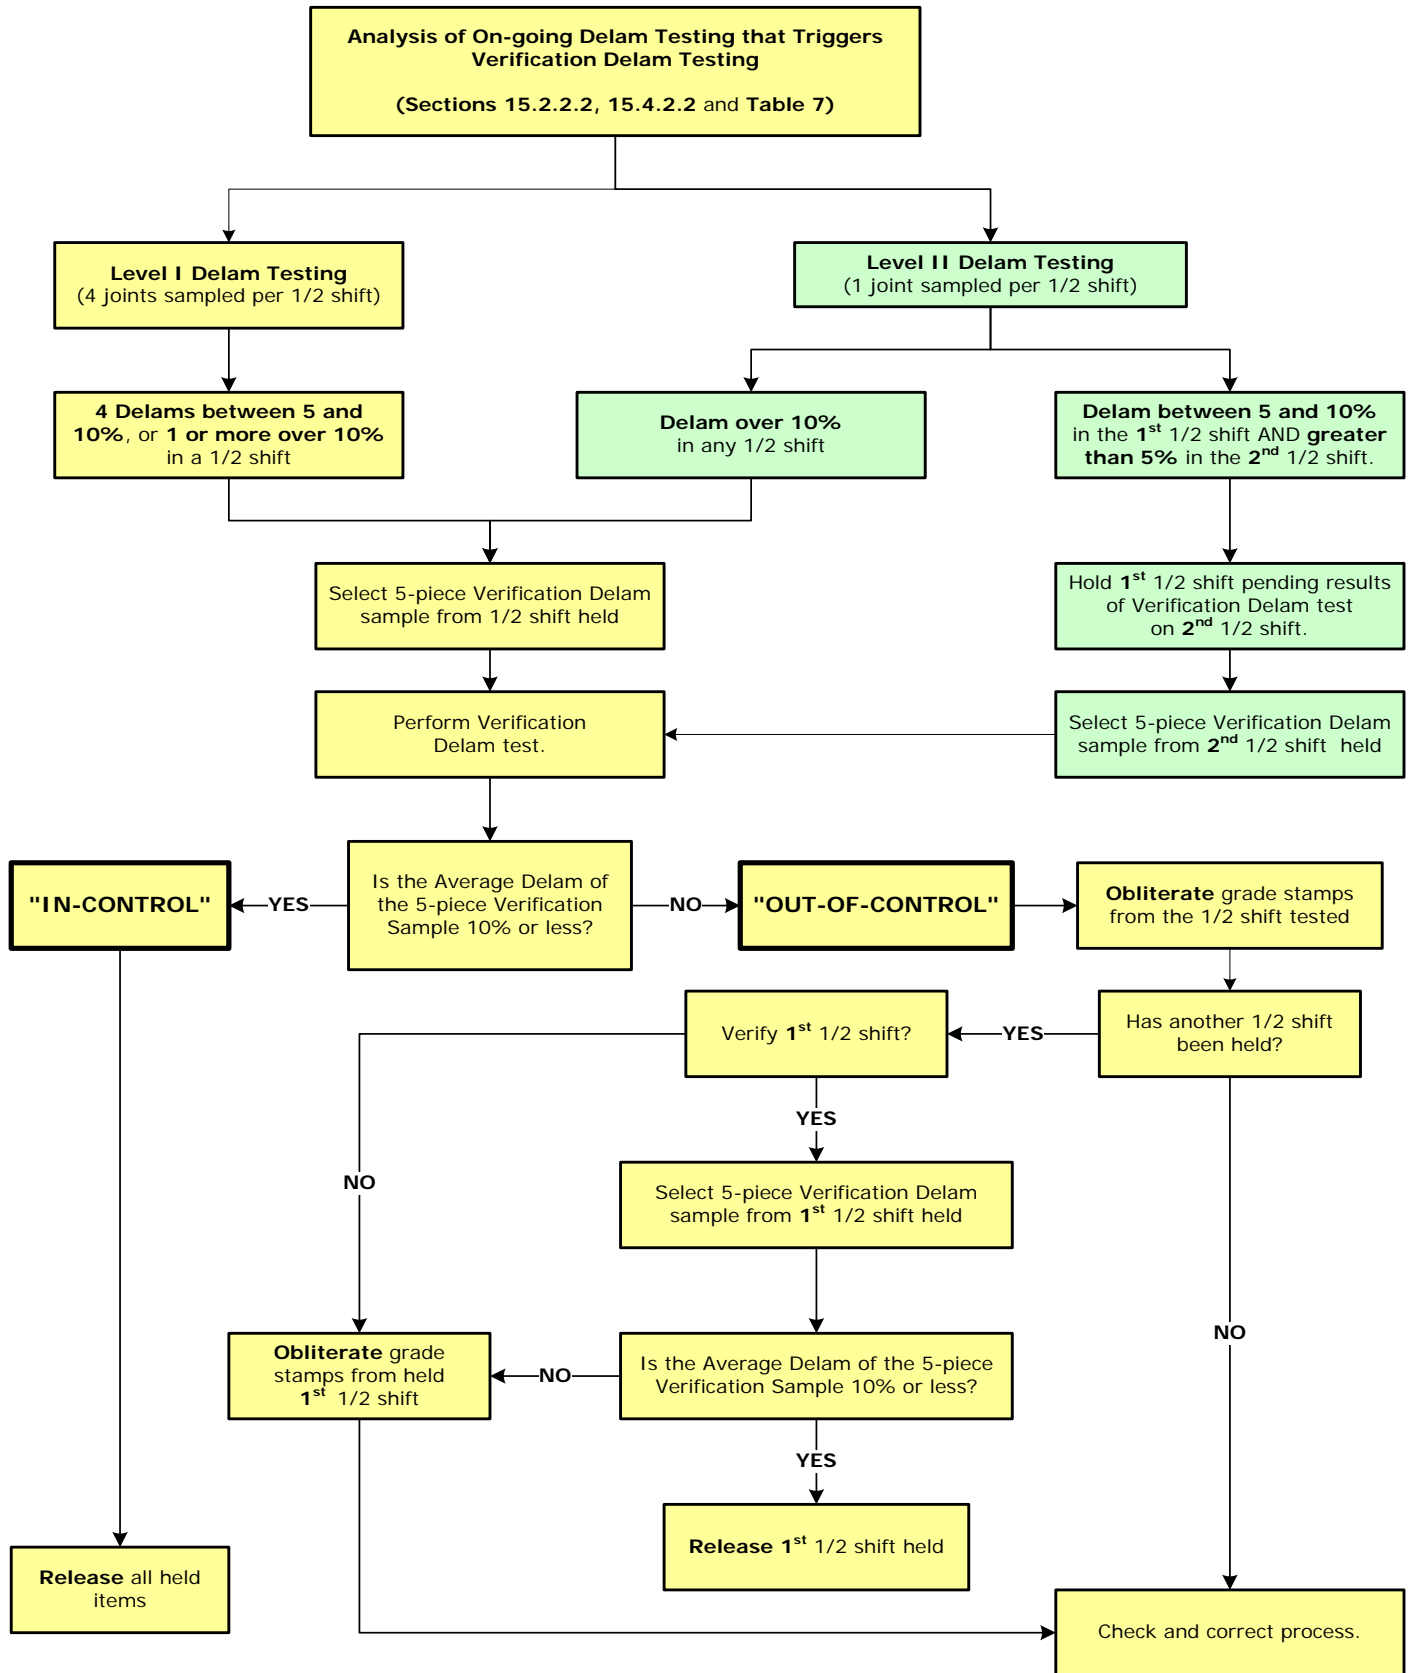 Analysis of On-going Delam Testing that Triggers
Verification Delam Testing
(Sections 15.2.2.2, 15.4.2.2 and Table 7)
Level I Delam Testing
(4 joints sampled per 1/2 shift)
Level II Delam Testing
(1 joint sampled per 1/2 shift)
4 Delams between 5 and
10%, or 1 or more over 10%
in a 1/2 shift
Delam over 10%
in any 1/2 shift
Delam between 5 and 10%
in the 1st 1/2 shift AND greater
than 5% in the 2nd 1/2 shift.
Select 5-piece Verification Delam
sample from 1/2 shift held
Hold 1st 1/2 shift pending results
of Verification Delam test
on 2nd 1/2 shift.
Perform Verification
Delam test.
Select 5-piece Verification Delam
sample from 2nd 1/2 shift held
"IN-CONTROL"
YES
Is the Average Delam of
the 5-piece Verification
Sample 10% or less?
NO
"OUT-OF-CONTROL"
Obliterate grade stamps
from the 1/2 shift tested
Verify 1st 1/2 shift?
YES
Has another 1/2 shift
been held?
YES
NO
Select 5-piece Verification Delam
sample from 1st 1/2 shift held
NO
Obliterate grade
stamps from held
1st 1/2 shift
NO
Is the Average Delam of the 5-piece
Verification Sample 10% or less?
YES
Release 1st 1/2 shift held
Release all held
items
Check and correct process.